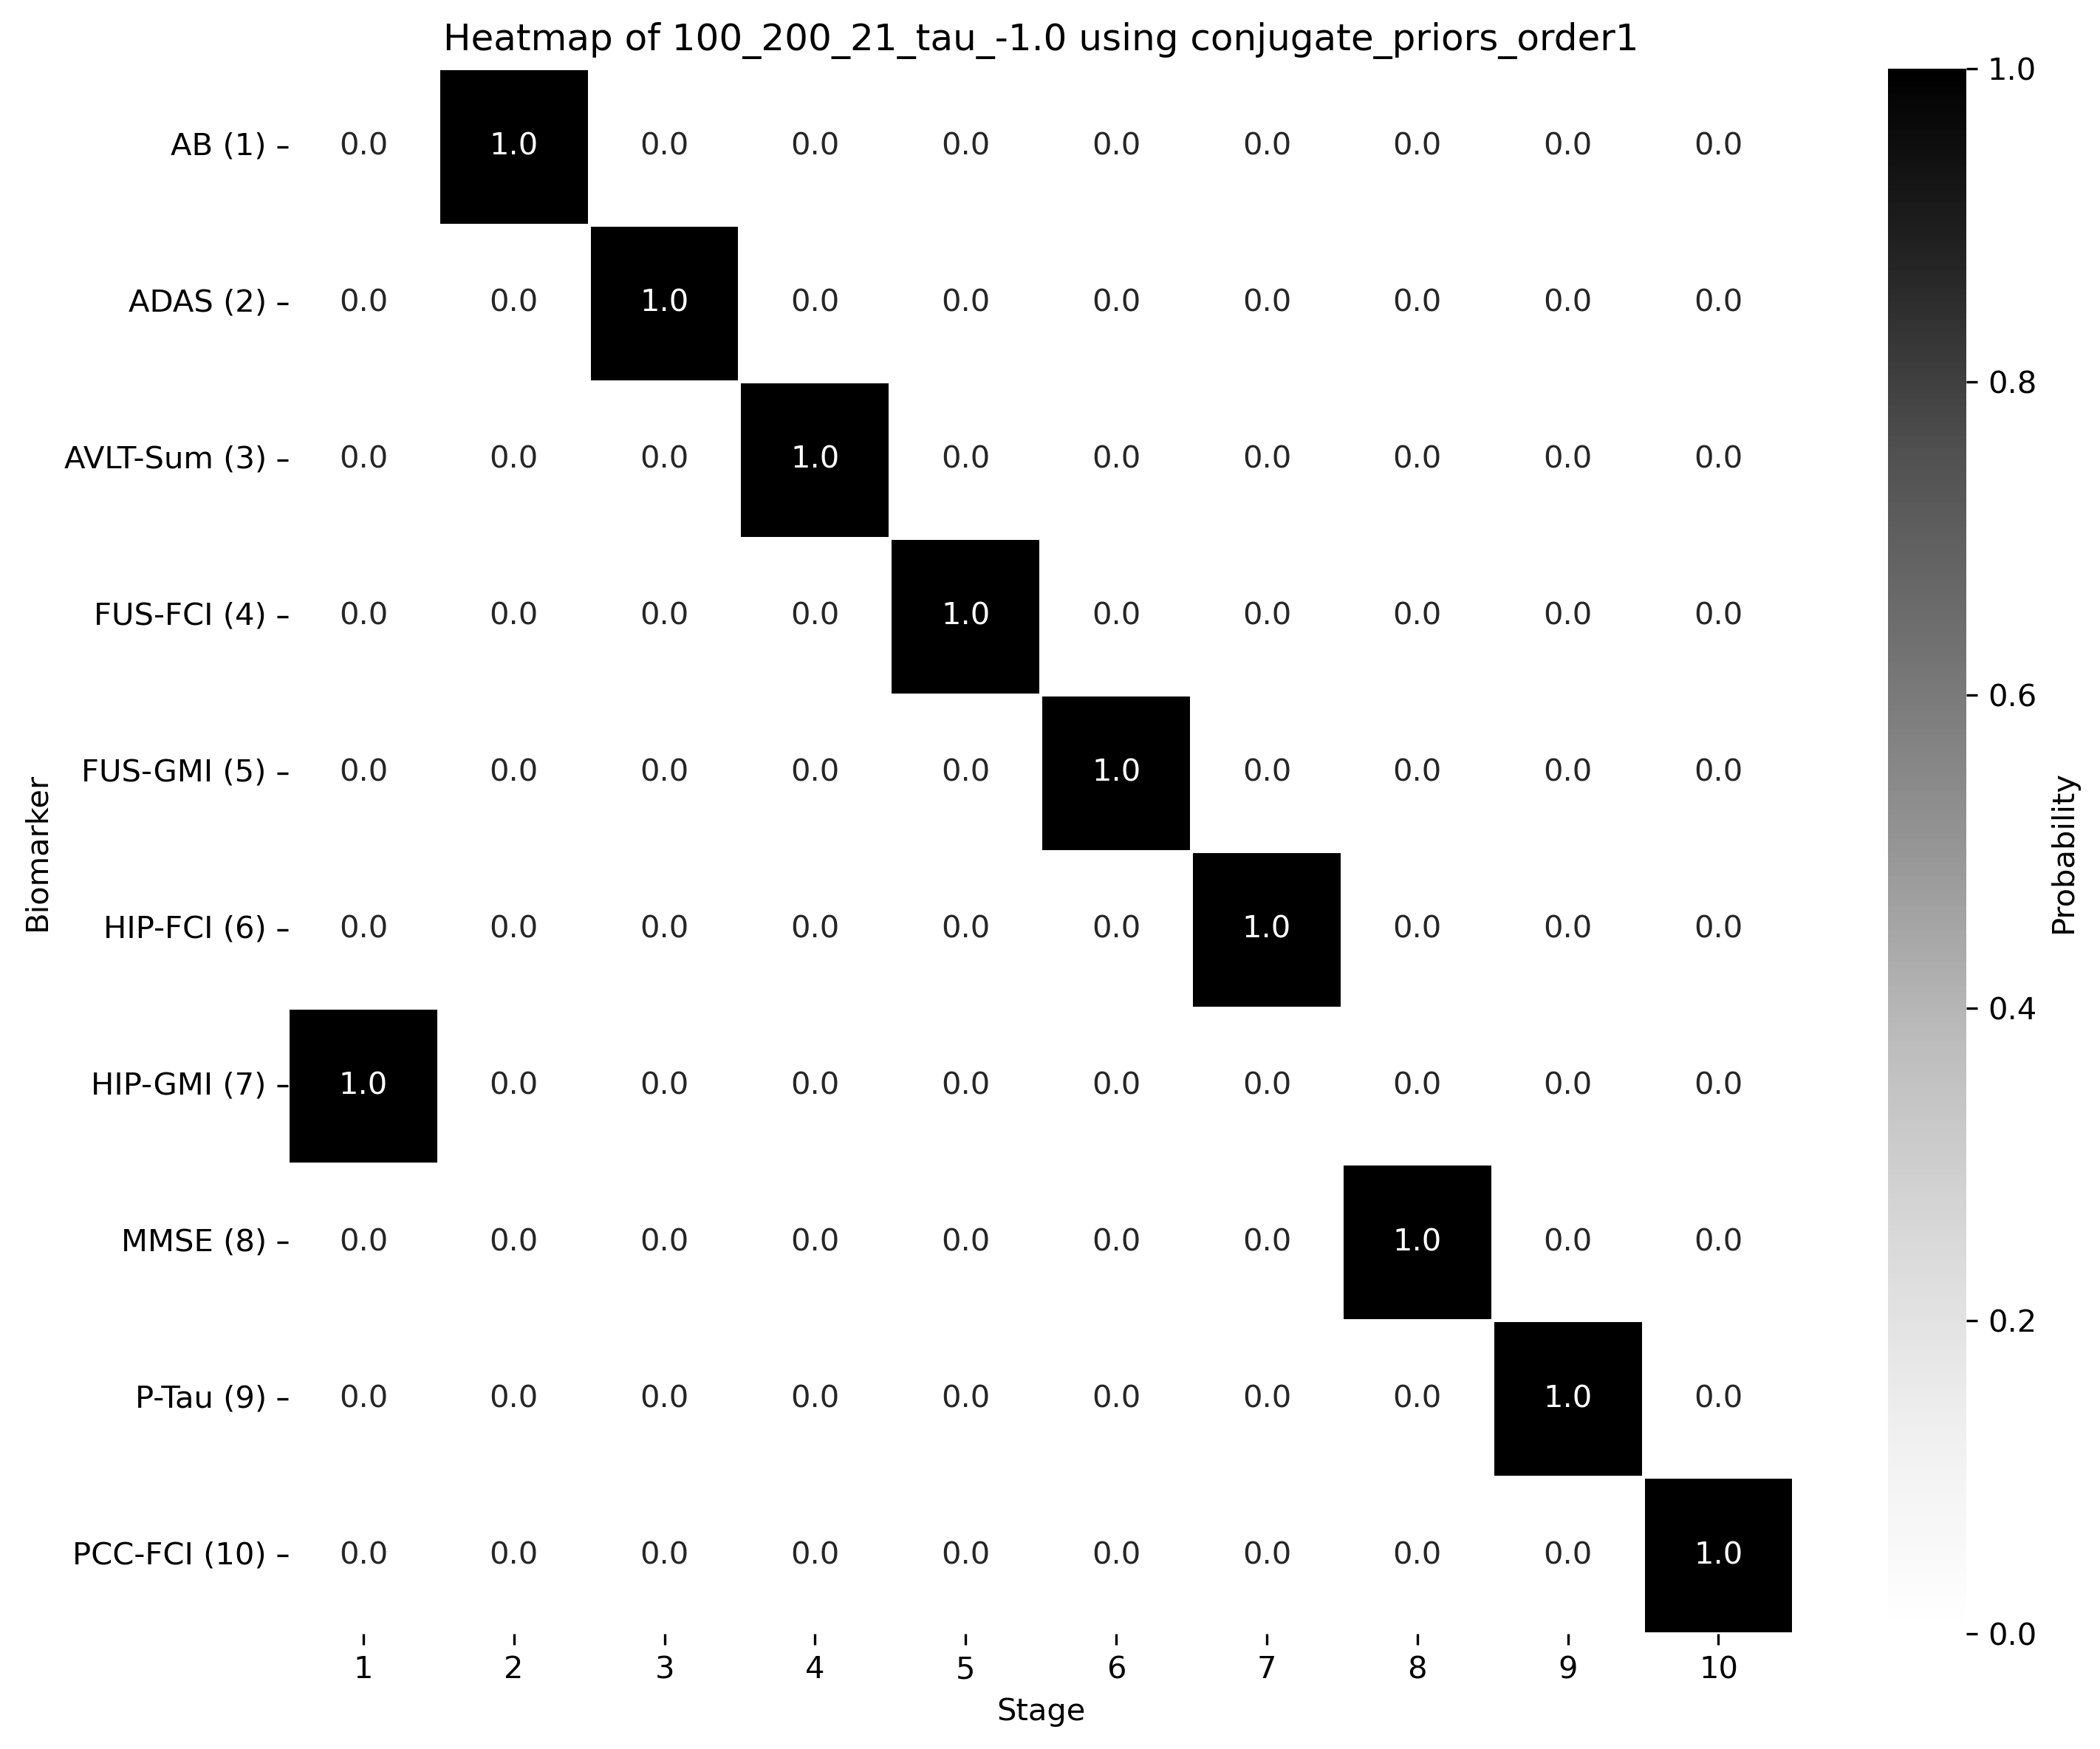 Heatmap of 100_200_21_tau_-1.0 using conjugate_priors_order1
AB (1) 0.0 1.0 0.0 0.0 0.0 0.0 0.0 0.0 0.0 0.0
ADAS (2) 0.0 0.0 1.0 0.0 0.0 0.0 0.0 0.0 0.0 0.0
AVLT-Sum (3) 0.0 0.0 0.0 1.0 0.0 0.0 0.0 0.0 0.0 0.0
FUS-FCI (4) 0.0 0.0 0.0 0.0 1.0 0.0 0.0 0.0 0.0 0.0
FUS-GMI (5) 0.0 0.0 0.0 0.0 0.0 1.0 0.0 0.0 0.0 0.0
HIP-FCI (6) 0.0 0.0 0.0 0.0 0.0 0.0 1.0 0.0 0.0 0.0
HIP-GMI (7) 1.0 0.0 0.0 0.0 0.0 0.0 0.0 0.0 0.0 0.0
MMSE (8) 0.0 0.0 0.0 0.0 0.0 0.0 0.0 1.0 0.0 0.0
P-Tau (9) 0.0 0.0 0.0 0.0 0.0 0.0 0.0 0.0 1.0 0.0
PCC-FCI (10) 0.0 0.0 0.0 0.0 0.0 0.0 0.0 0.0 0.0 1.0
1 2 3 4 5 6 7 8 9 10
Stage
Biomarker
1.0
0.8
0.6
0.4
0.2
0.0
Probability